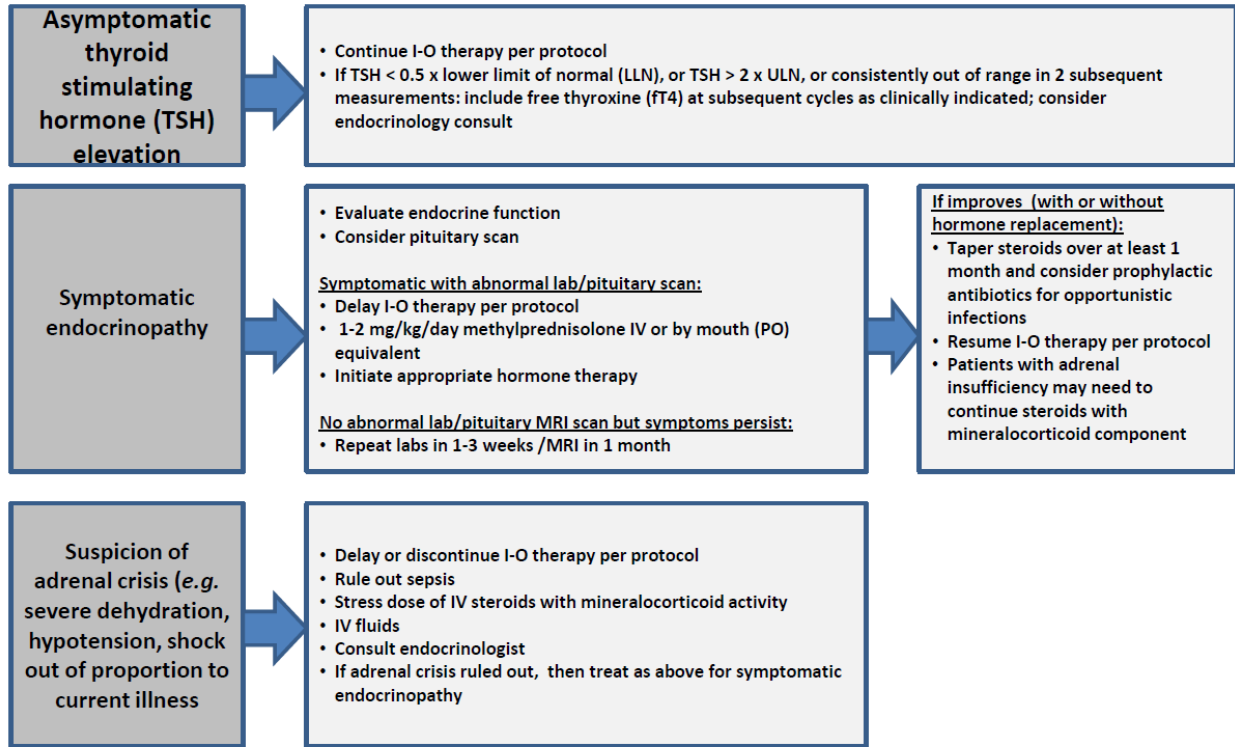 Asymptomatic
thyroid
stimulating
hormone (TSH)
elevation
• Continue I-O therapy per protocol
• If TSH < 0.5 x lower limit of normal (LLN), or TSH > 2 x ULN, or consistently out of range in 2 subsequent
measurements: include free thyroxine (fT4) at subsequent cycles as clinically indicated; consider
endocrinology consult
Symptomatic
endocrinopathy
• Evaluate endocrine function
• Consider pituitary scan
Symptomatic with abnormal lab/pituitary scan:
• Delay I-O therapy per protocol
• 1-2 mg/kg/day methylprednisolone IV or by mouth (PO)
equivalent
• Initiate appropriate hormone therapy
No abnormal lab/pituitary MRI scan but symptoms persist:
• Repeat labs in 1-3 weeks /MRI in 1 month
If improves (with or without
hormone replacement):
• Taper steroids over at least 1
month and consider prophylactic
antibiotics for opportunistic
infections
• Resume I-O therapy per protocol
• Patients with adrenal
insufficiency may need to
continue steroids with
mineralocorticoid component
Suspicion of
adrenal crisis (e.g.
severe dehydration,
hypotension, shock
out of proportion to
current illness
• Delay or discontinue I-O therapy per protocol
• Rule out sepsis
• Stress dose of IV steroids with mineralocorticoid activity
• IV fluids
• Consult endocrinologist
• If adrenal crisis ruled out, then treat as above for symptomatic
endocrinopathy